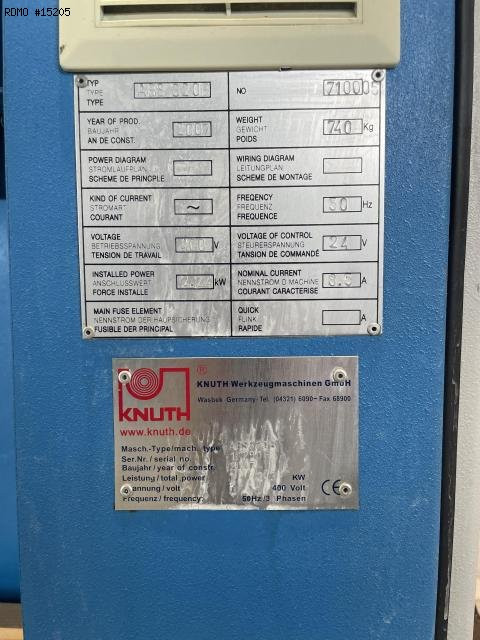 RDMO #15205
TYP
TYPE
TYPE
NO 710005
YEAR OF PROD.
BAUJAHR 2007
AN DE CONST.
WEIGHT
GEWICHT 740 Kg
POIDS
POWER DIAGRAM
STROMLAUFPLAN
SCHEME DE PRINCPLE
WIRING DIAGRAM
LEITUNGPLAN
SCHEME DE MONTAGE
KIND OF CURRENT
STROMART ~
COURANT
FREQENCY
FREQUENZ 50 Hz
FREQUENCE
VOLTAGE
BETRIEBSSPANNUNG V
TENSION DE TRAVAIL
VOLTAGE OF CONTROL
STEURERSPANNUNG 24 V
TANSION DE COMMANDÉ
INSTALLED POWER
ANSCHLUSSWERT kW
FORCE INSTALLE
NOMINAL CURRENT
NENNSTROM D MACHINE A
COURANT CARACTERISE
MAIN FUSE ELEMENT
NENNSTROM DER HAUPSICHERUNG
FUSIBLE DER PRINCIPAL
QUICK
FLINK A
RAPIDE
KNUTH ®
www.knuth.de
KNUTH Werkzeugmaschinen GmbH
Wasbek Germany-Tel. (04321) 6090-Fax 68900
Masch.-Type/mach. type
Ser.Nr./serial no.
Baujahr/year of constr.
Leistung/total power KW
Spannung/volt 400 Volt
Frequenz/frequency: 50Hz/3 Phasen
CE